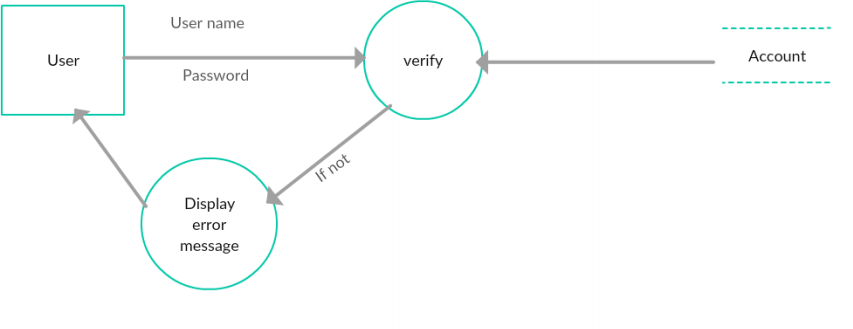 User name
User
verify
Account
Password
If not
Display
error
message